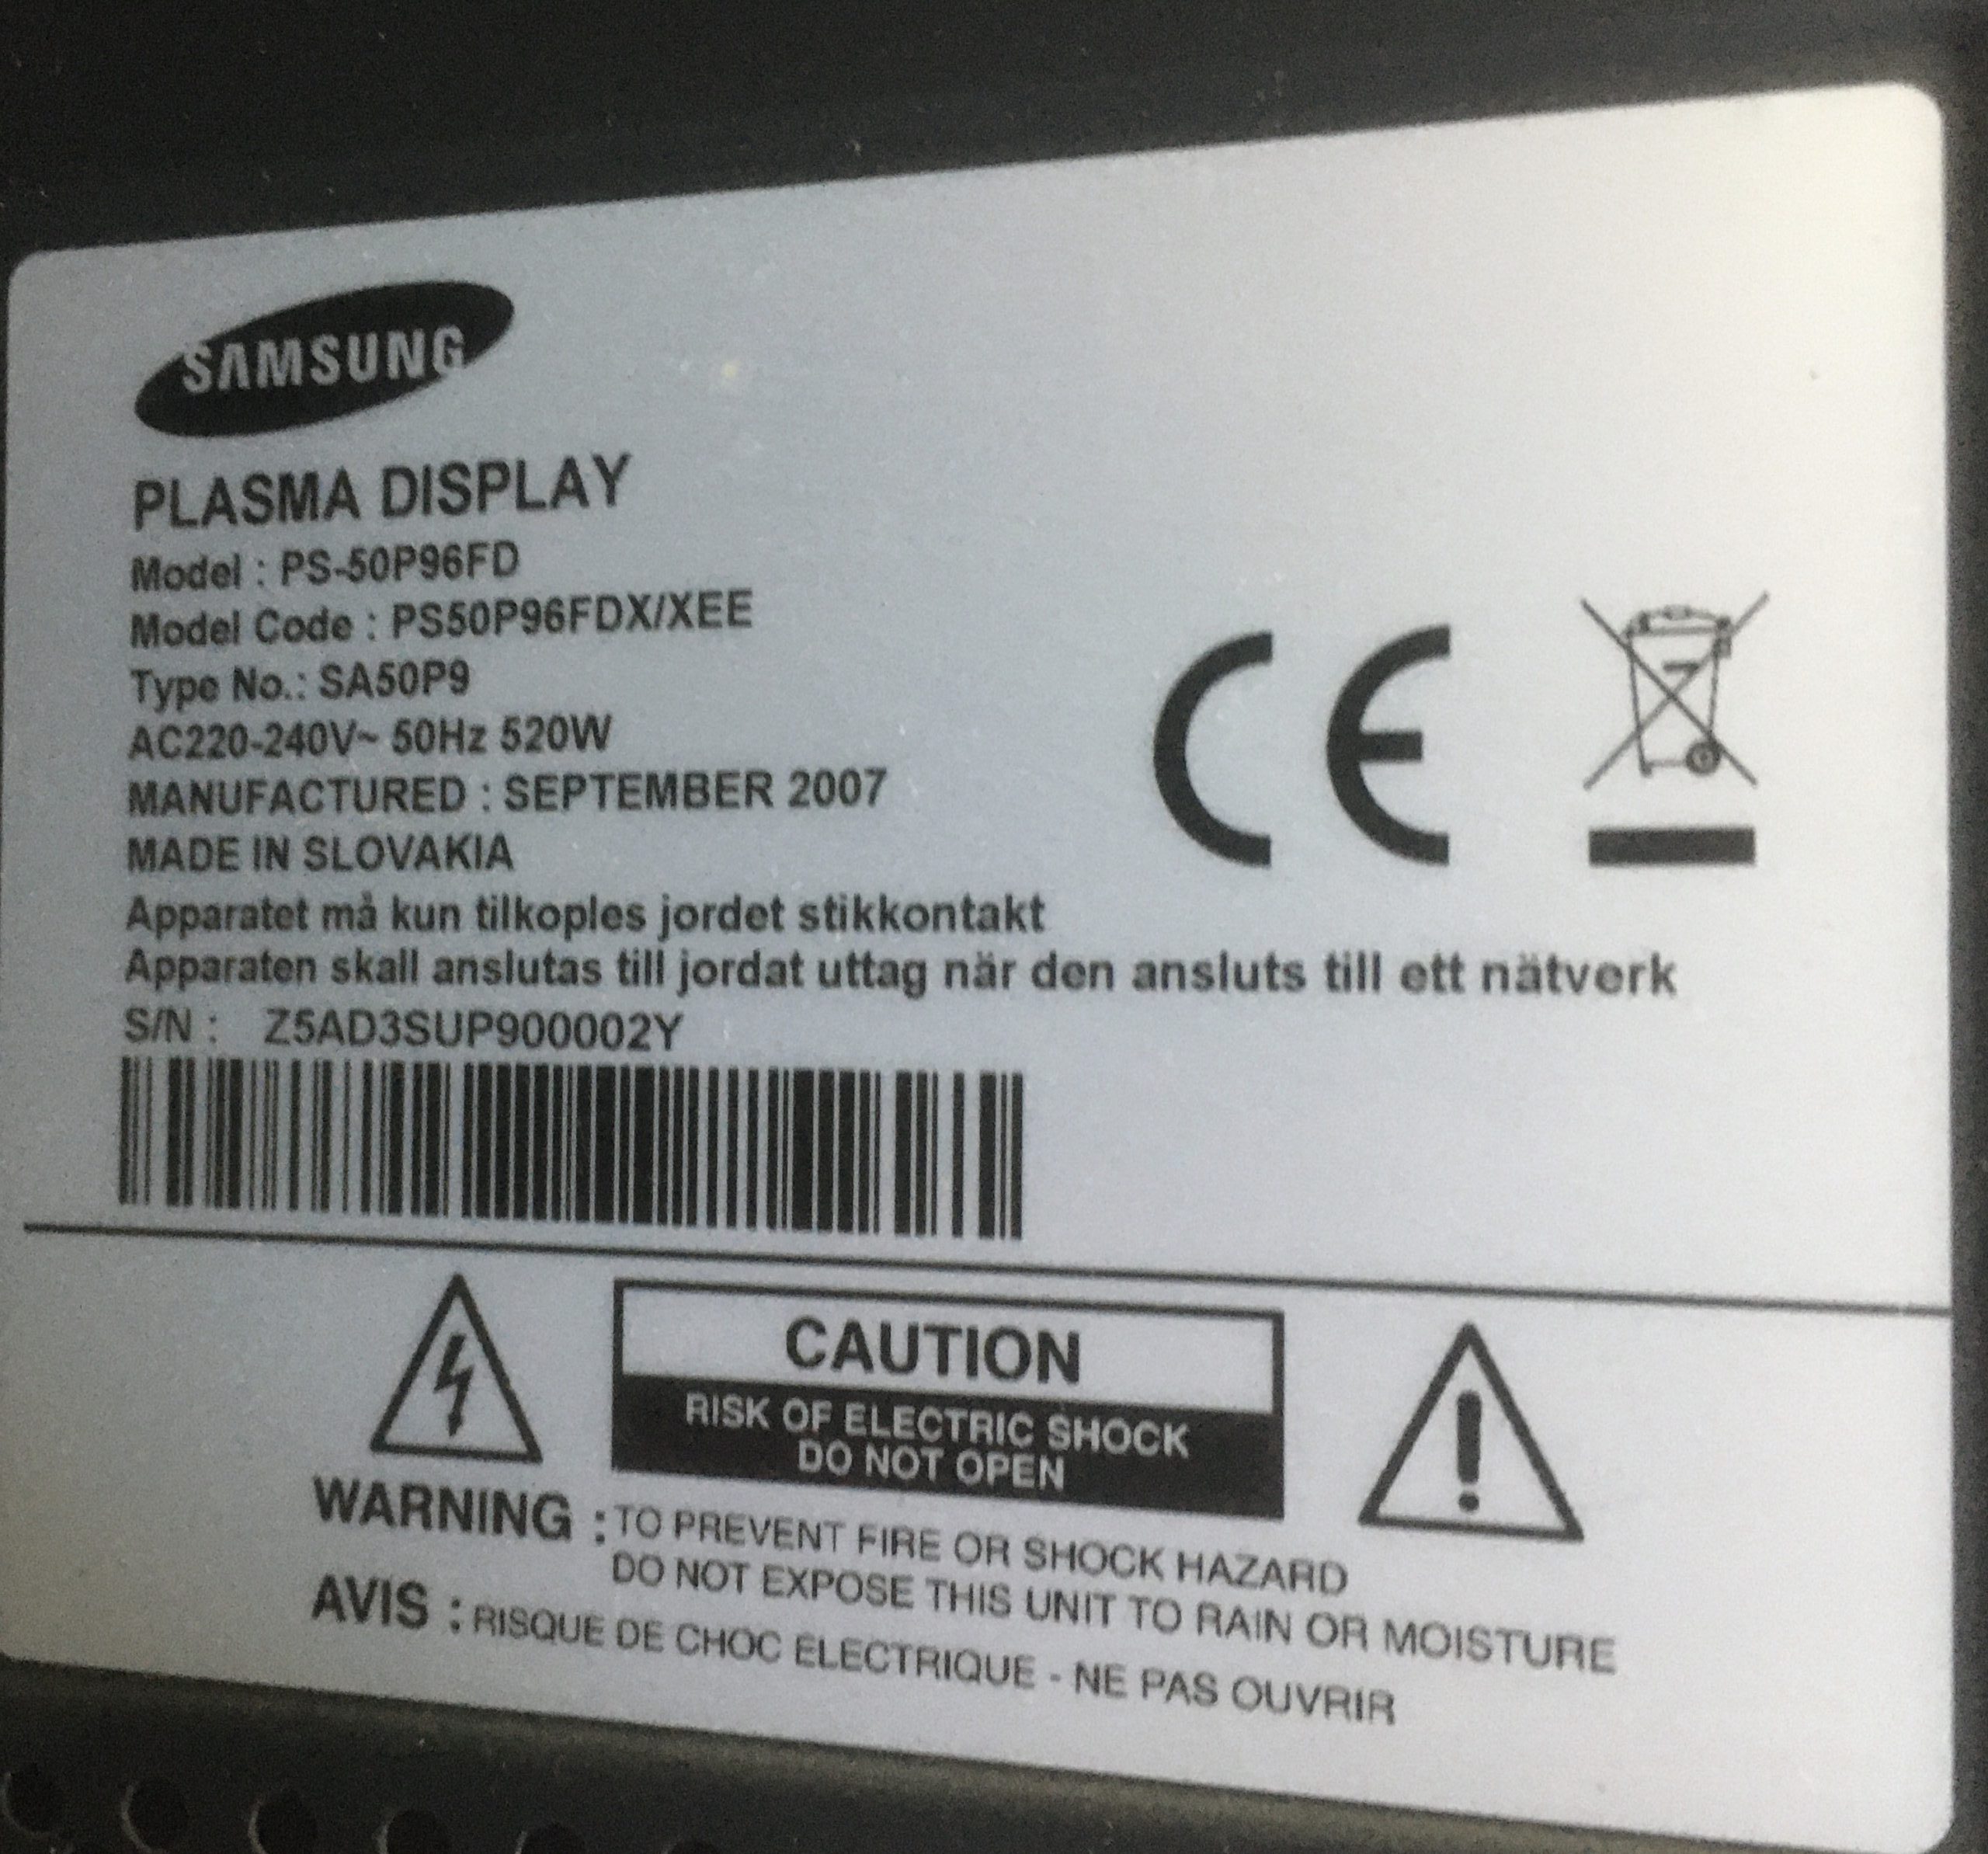 SAMSUNG
PLASMA DISPLAY
Model : PS-50P96FD
Model Code : PS50P96FDX/XEE
Type No.: SA50P9
AC220-240V~ 50Hz 520W
MANUFACTURED : SEPTEMBER 2007
MADE IN SLOVAKIA
Apparatet må kun tilkoples jordet stikkontakt
Apparaten skall anslutas till jordat uttag när den ansluts till ett nätverk
S/N : Z5AD3SUP900002Y
CE
CAUTION
RISK OF ELECTRIC SHOCK
DO NOT OPEN
WARNING : TO PREVENT FIRE OR SHOCK HAZARD
DO NOT EXPOSE THIS UNIT TO RAIN OR MOISTURE
AVIS : RISQUE DE CHOC ELECTRIQUE - NE PAS OUVRIR